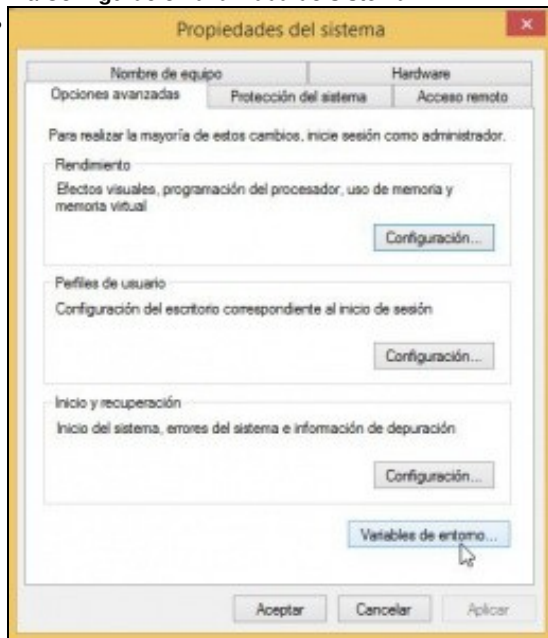 Propiedades del sistema
Nombre de equipo
Hardware
Opciones avanzadas
Protección del sistema
Acceso remoto
Para realizar la mayoría de estos cambios, inicie sesión como administrador.
Rendimiento
Efectos visuales, programación del procesador, uso de memoria y
memoria virtual
Configuración...
Perfiles de usuario
Configuración del escritorio correspondiente al inicio de sesión
Configuración...
Inicio y recuperación
Inicio del sistema, errores del sistema e información de depuración
Configuración...
Variables de entorno...
Aceptar
Cancelar
Aplicar